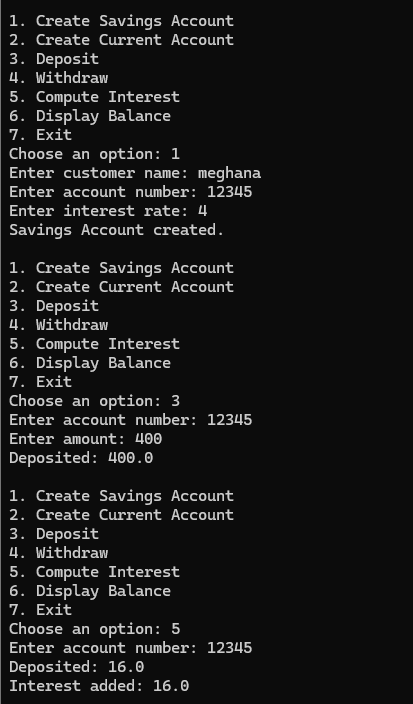 1. Create Savings Account
2. Create Current Account
3. Deposit
4. Withdraw
5. Compute Interest
6. Display Balance
7. Exit
Choose an option: 1
Enter customer name: meghana
Enter account number: 12345
Enter interest rate: 4
Savings Account created.

1. Create Savings Account
2. Create Current Account
3. Deposit
4. Withdraw
5. Compute Interest
6. Display Balance
7. Exit
Choose an option: 3
Enter account number: 12345
Enter amount: 400
Deposited: 400.0

1. Create Savings Account
2. Create Current Account
3. Deposit
4. Withdraw
5. Compute Interest
6. Display Balance
7. Exit
Choose an option: 5
Enter account number: 12345
Deposited: 16.0
Interest added: 16.0